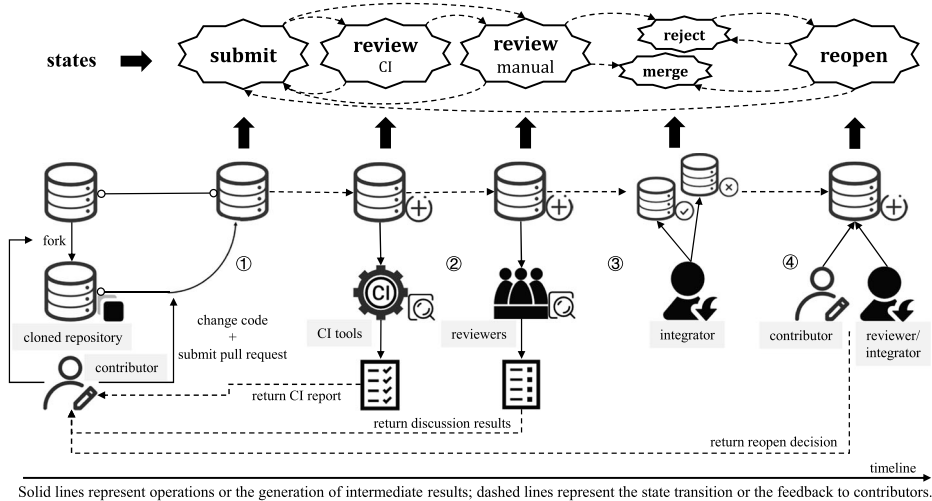 states
submit
review
CI
review
manual
reject
merge
reopen
fork
①
②
③
④
CI
cloned repository
change code
+
submit pull request
contributor
CI tools
reviewers
integrator
contributor
reviewer/
integrator
return CI report
return discussion results
return reopen decision
timeline
Solid lines represent operations or the generation of intermediate results; dashed lines represent the state transition or the feedback to contributors.